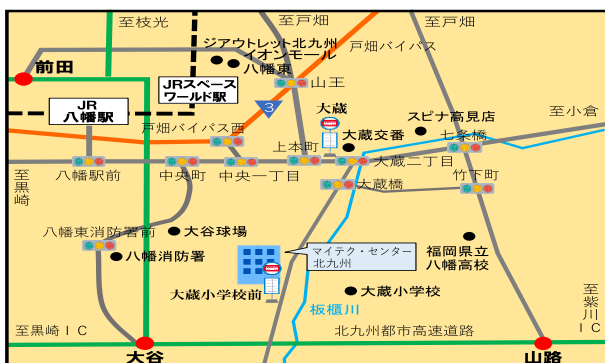 至枝光
至戸畑
至戸畑
ジアウトレット北九州
イオンモール
八幡東
戸畑バイパス
前田
山王
JRスペース
ワールド駅
JR
八幡駅
3
大蔵
スピナ高見店
至小倉
戸畑バイパス西
大蔵交番
七条橋
上本町
至黒崎
八幡駅前
中央町
中央一丁目
大蔵二丁目
大蔵橋
竹下町
八幡東消防署前
大谷球場
八幡消防署
マイテク・センター
北九州
福岡県立
八幡高校
大蔵小学校前
大蔵小学校
板櫃川
至紫川IC
至黒崎IC
北九州都市高速道路
大谷
山路